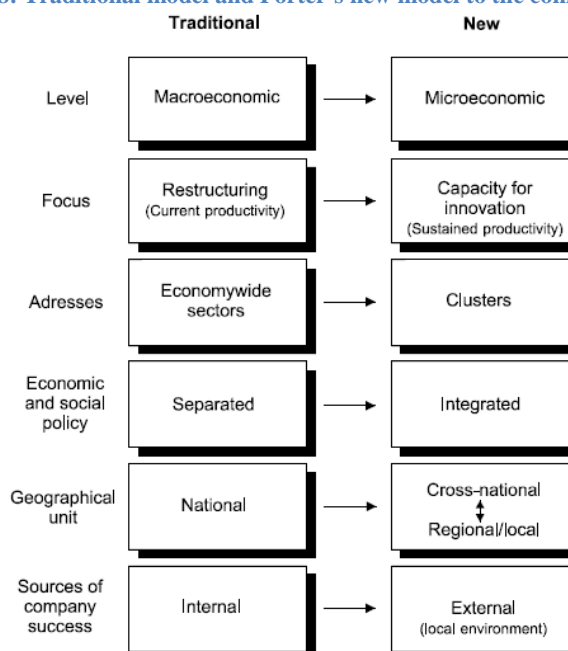 Traditional model and Porter's new model to the
Traditional New
Level Macroeconomic Microeconomic
Focus Restructuring
(Current productivity) Capacity for
innovation
(Sustained productivity)
Adresses Economywide
sectors Clusters
Economic
and social
policy Separated Integrated
Geographical
unit National Cross-national
Regional/local
Sources of
company
success Internal External
(local environment)